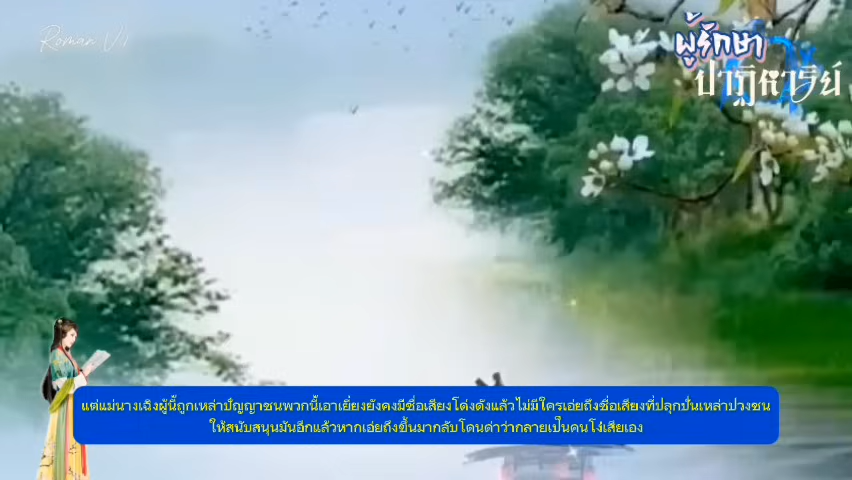 Roman V1
ผู้รักษา
ปาฏิหาริย์
แต่แม่นางเฉิงผู้นี้ถูกเหล่าปัญญาชนพวกนี้เอาเยี่ยงยังคงมีชื่อเสียงโด่งดังแล้วไม่มีใครเอ่ยถึงชื่อเสียงที่ปลุกปั่นเหล่าปวงชน
ให้สนับสนุนมันอีกแล้วหากเอ่ยถึงขึ้นมากลับโดนด่าว่ากลายเป็นคนโง่เสียเอง